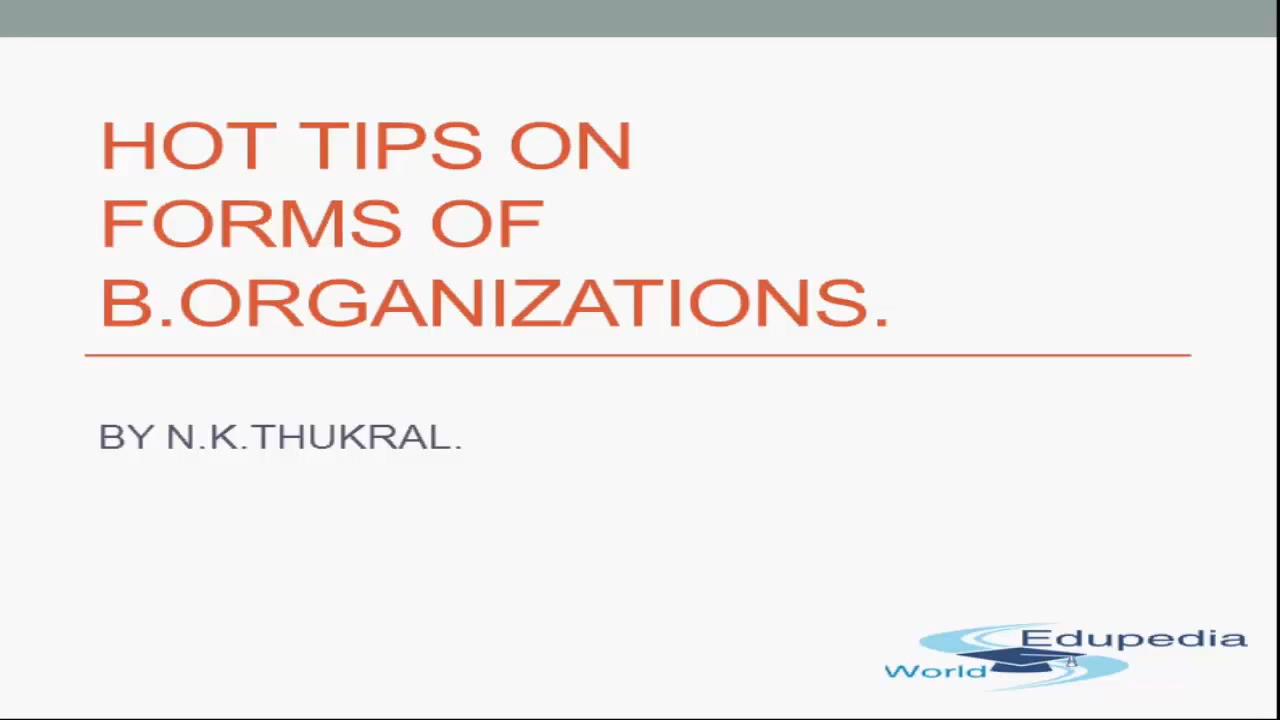 HOT TIPS ON
FORMS OF
B.ORGANIZATIONS.
BY N.K.THUKRAL.
Edupedia
World